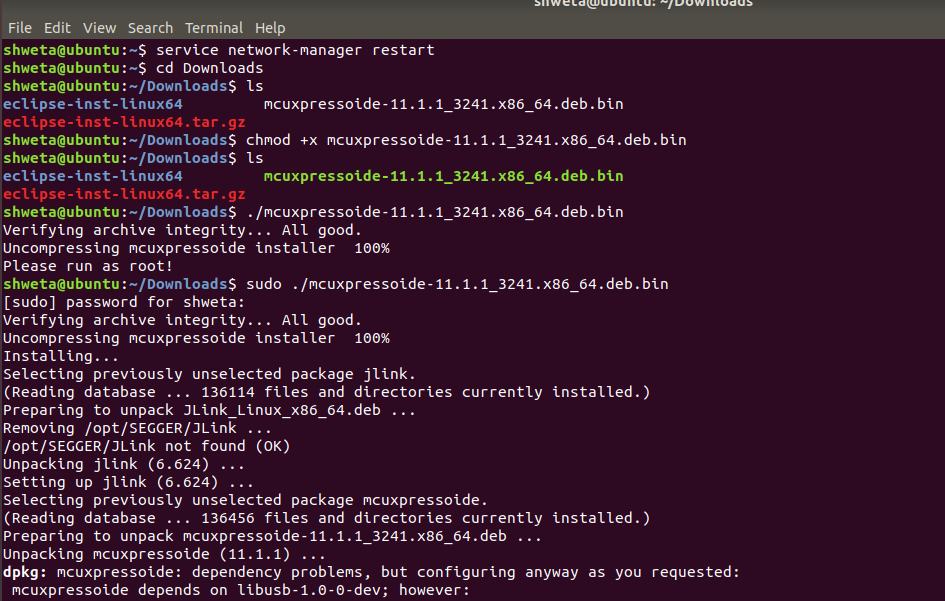 shweta@ubuntu: ~/Downloads
File Edit View Search Terminal Help
shweta@ubuntu:~$ service network-manager restart
shweta@ubuntu:~$ cd Downloads
shweta@ubuntu:~/Downloads$ ls
eclipse-inst-linux64         mcuxpressoide-11.1.1_3241.x86_64.deb.bin
eclipse-inst-linux64.tar.gz
shweta@ubuntu:~/Downloads$ chmod +x mcuxpressoide-11.1.1_3241.x86_64.deb.bin
shweta@ubuntu:~/Downloads$ ls
eclipse-inst-linux64         mcuxpressoide-11.1.1_3241.x86_64.deb.bin
eclipse-inst-linux64.tar.gz
shweta@ubuntu:~/Downloads$ ./mcuxpressoide-11.1.1_3241.x86_64.deb.bin
Verifying archive integrity... All good.
Uncompressing mcuxpressoide installer  100%
Please run as root!
shweta@ubuntu:~/Downloads$ sudo ./mcuxpressoide-11.1.1_3241.x86_64.deb.bin
[sudo] password for shweta:
Verifying archive integrity... All good.
Uncompressing mcuxpressoide installer  100%
Installing...
Selecting previously unselected package jlink.
(Reading database ... 136114 files and directories currently installed.)
Preparing to unpack JLink_Linux_x86_64.deb ...
Removing /opt/SEGGER/JLink ...
/opt/SEGGER/JLink not found (OK)
Unpacking jlink (6.624) ...
Setting up jlink (6.624) ...
Selecting previously unselected package mcuxpressoide.
(Reading database ... 136456 files and directories currently installed.)
Preparing to unpack mcuxpressoide-11.1.1_3241.x86_64.deb ...
Unpacking mcuxpressoide (11.1.1) ...
dpkg: mcuxpressoide: dependency problems, but configuring anyway as you requested:
 mcuxpressoide depends on libusb-1.0-0-dev; however: